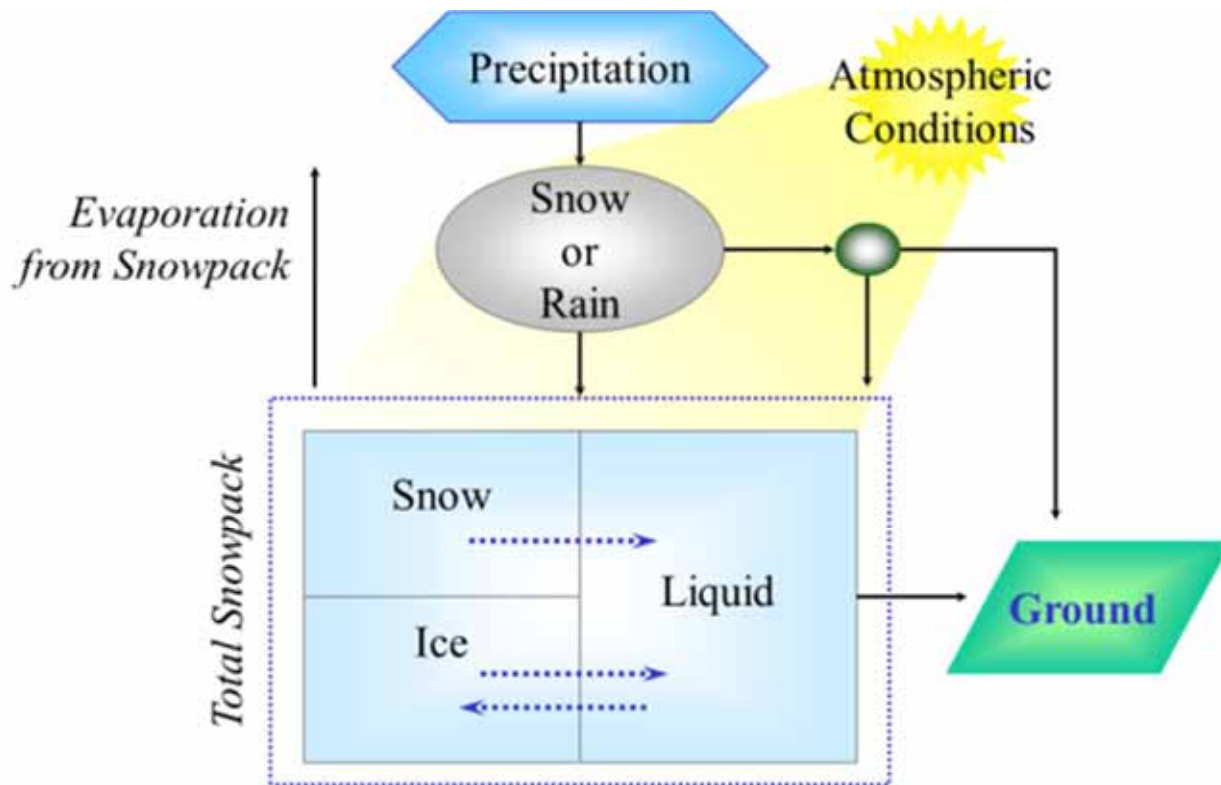 Precipitation
Atmospheric
Conditions
Snow
or
Rain
Evaporation
from Snowpack
Total Snowpack
Snow
Liquid
Ice
Ground